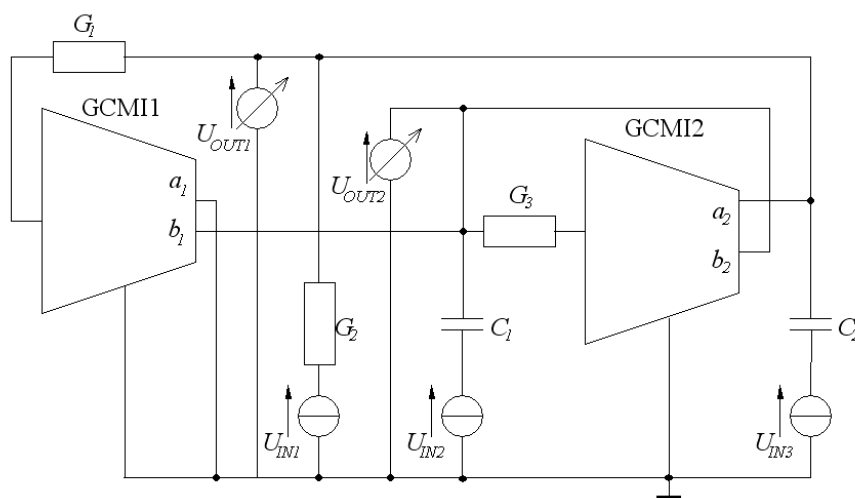 G1
GCMI1
UOUT1
GCMI2
a1
UOUT2
G3
a2
b1
b2
G2
C1
C2
UIN1
UIN2
UIN3